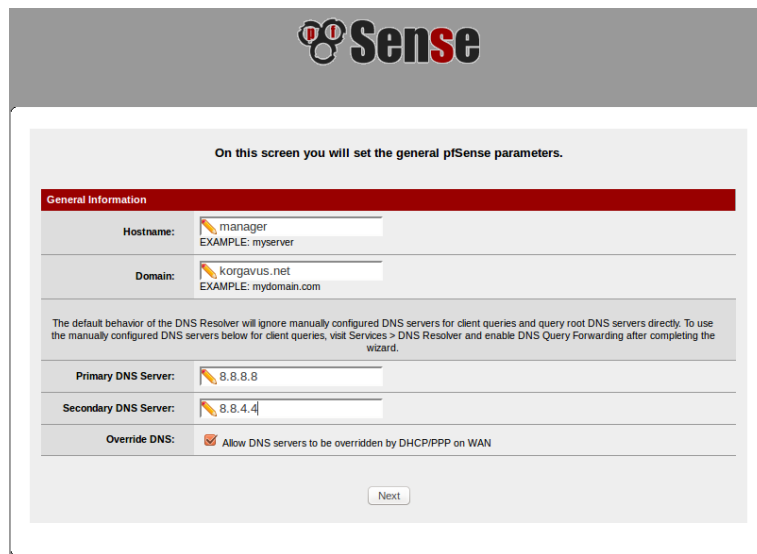 pf Sense
On this screen you will set the general pfSense parameters.
General Information
Hostname: manager
EXAMPLE: myserver
Domain: korgavus.net
EXAMPLE: mydomain.com
The default behavior of the DNS Resolver will ignore manually configured DNS servers for client queries and query root DNS servers directly. To use
the manually configured DNS servers below for client queries, visit Services > DNS Resolver and enable DNS Query Forwarding after completing the
wizard.
Primary DNS Server: 8.8.8.8
Secondary DNS Server: 8.8.4.4
Override DNS: Allow DNS servers to be overridden by DHCP/PPP on WAN
Next